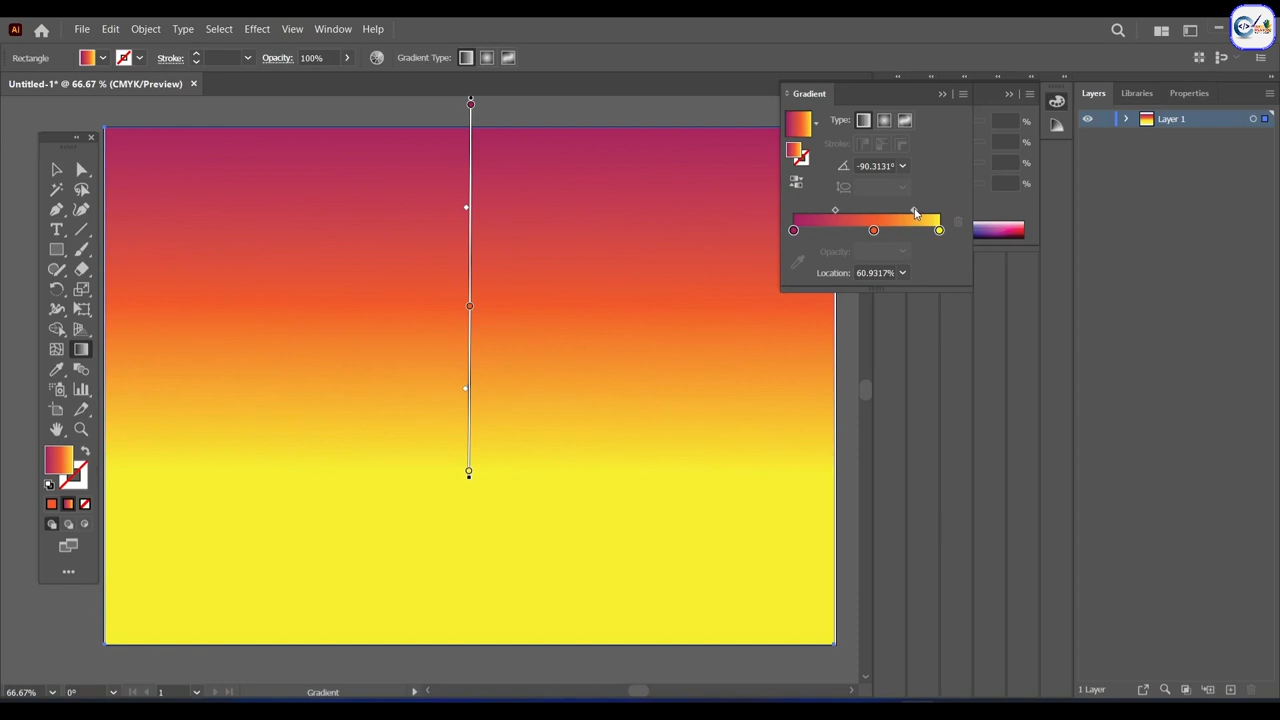 Ai
File Edit Object Type Select Effect View Window Help
Rectangle
Stroke:
Opacity: 100%
Gradient Type:
Untitled-1* @ 66.67 % (CMYK/Preview) ×
Gradient
Type:
Stroke:
-90.3131°
Opacity:
Location: 60.9317%
%
%
%
%
Layers Libraries Properties
Layer 1
66.67% 0° 1 Gradient
1 Layer